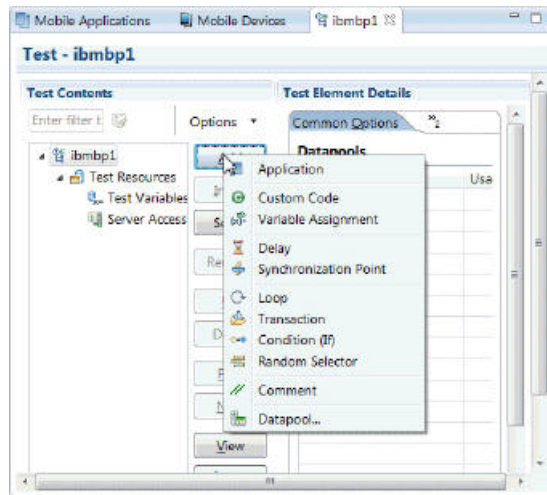 Mobile Applications Mobile Devices ibmbp1
Test - ibmbp1
Test Contents Test Element Details
Enter filter t Options Common Options
Datapools
ibmbp1
Test Resources
Test Variables
Server Access
Usa
Application
Custom Code
Variable Assignment
Delay
Synchronization Point
Loop
Transaction
Condition (If)
Random Selector
Comment
Datapool...
View